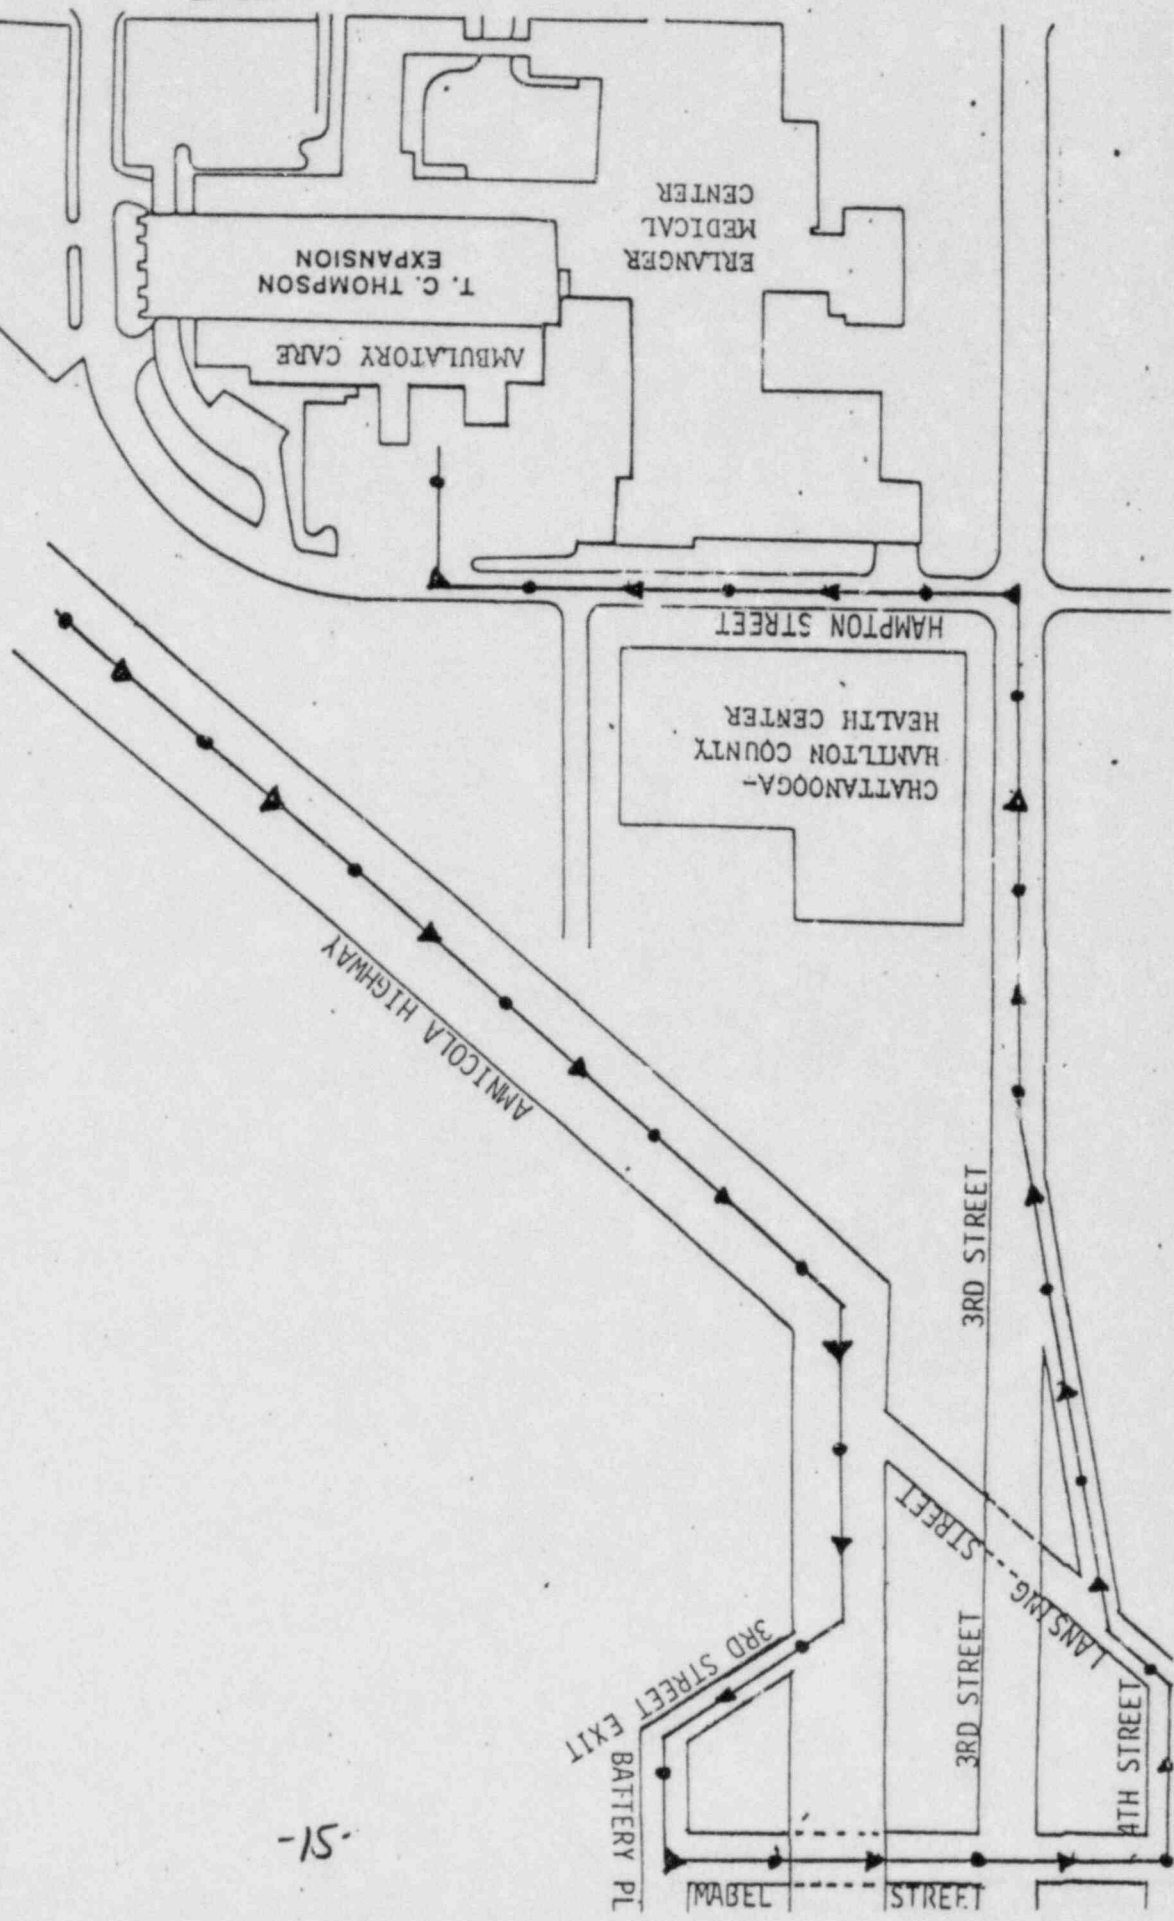 ERLANGER
MEDICAL
CENTER
T. C. THOMPSON
EXPANSION
AMBULATORY CARE
HAMPTON STREET
CHATTANOOGA-
HAMILTON COUNTY
HEALTH CENTER
AMNICOLA HIGHWAY
3RD STREET
LANSING STREET
3RD STREET EXIT
3RD STREET
BATTERY PL
4TH STREET
MABEL STREET
-15-